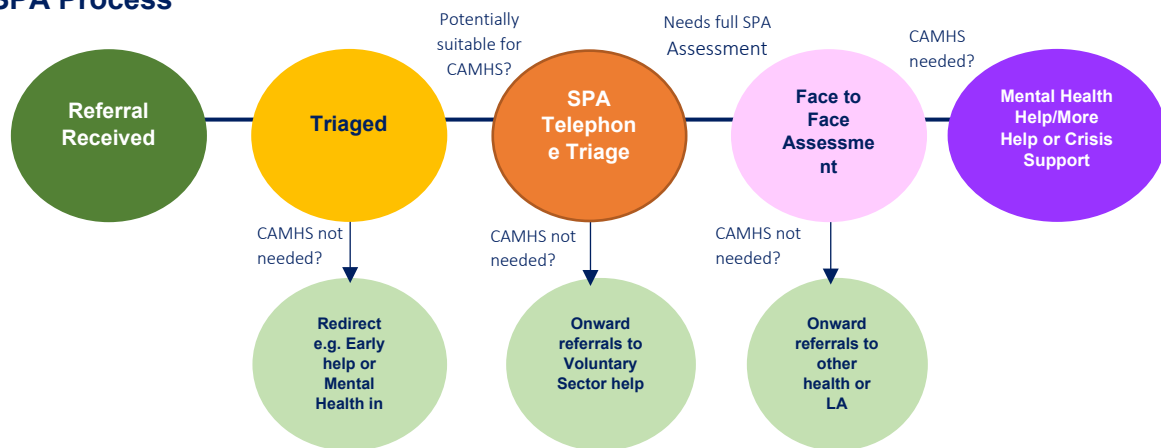 SPA Process
Potentially
suitable for
CAMHS?
Needs full SPA
Assessment
CAMHS
needed?
Referral
Received
Triaged
SPA
Telephon
e Triage
Face to
Face
Assessme
nt
Mental Health
Help/More
Help or Crisis
Support
CAMHS not
needed?
CAMHS not
needed?
CAMHS not
needed?
Redirect
e.g. Early
help or
Mental
Health in
Onward
referrals to
Voluntary
Sector help
Onward
referrals to
other
health or
LA